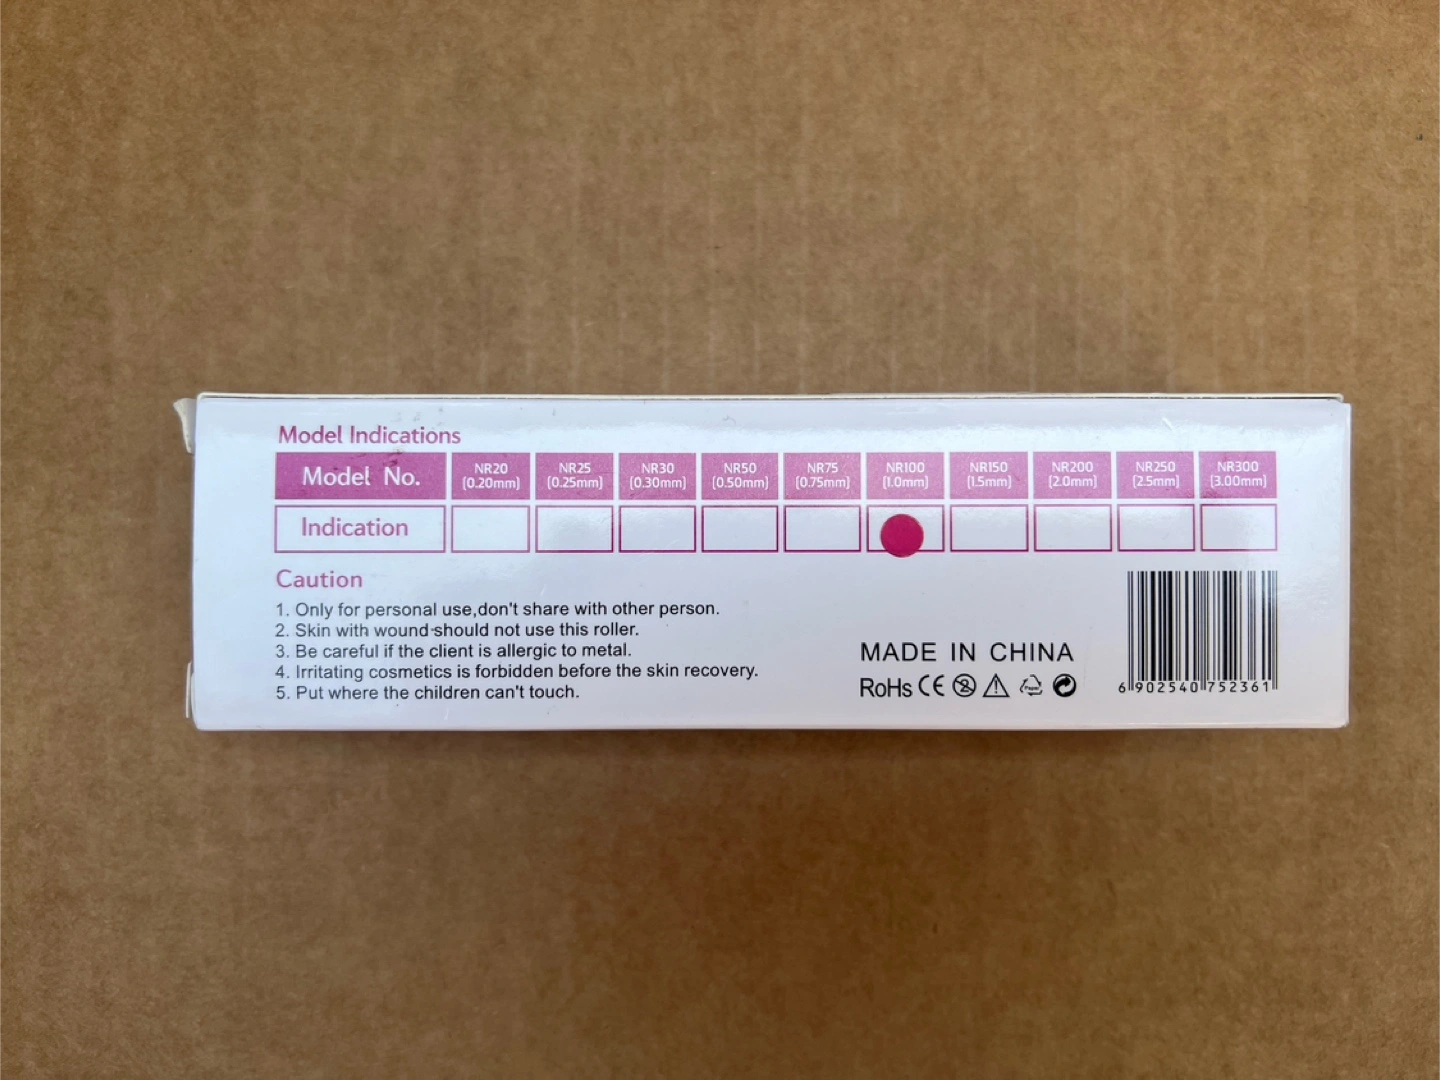 Model Indications
Model No. NR20 (0.20mm) NR25 (0.25mm) NR30 (0.30mm) NR50 (0.50mm) NR75 (0.75mm) NR100 (1.0mm) NR150 (1.5mm) NR200 (2.0mm) NR250 (2.5mm) NR300 (3.00mm)
Indication
Caution
1. Only for personal use,don't share with other person.
2. Skin with wound should not use this roller.
3. Be careful if the client is allergic to metal.
4. Irritating cosmetics is forbidden before the skin recovery.
5. Put where the children can't touch.
MADE IN CHINA
RoHS CE
6 902540 752361